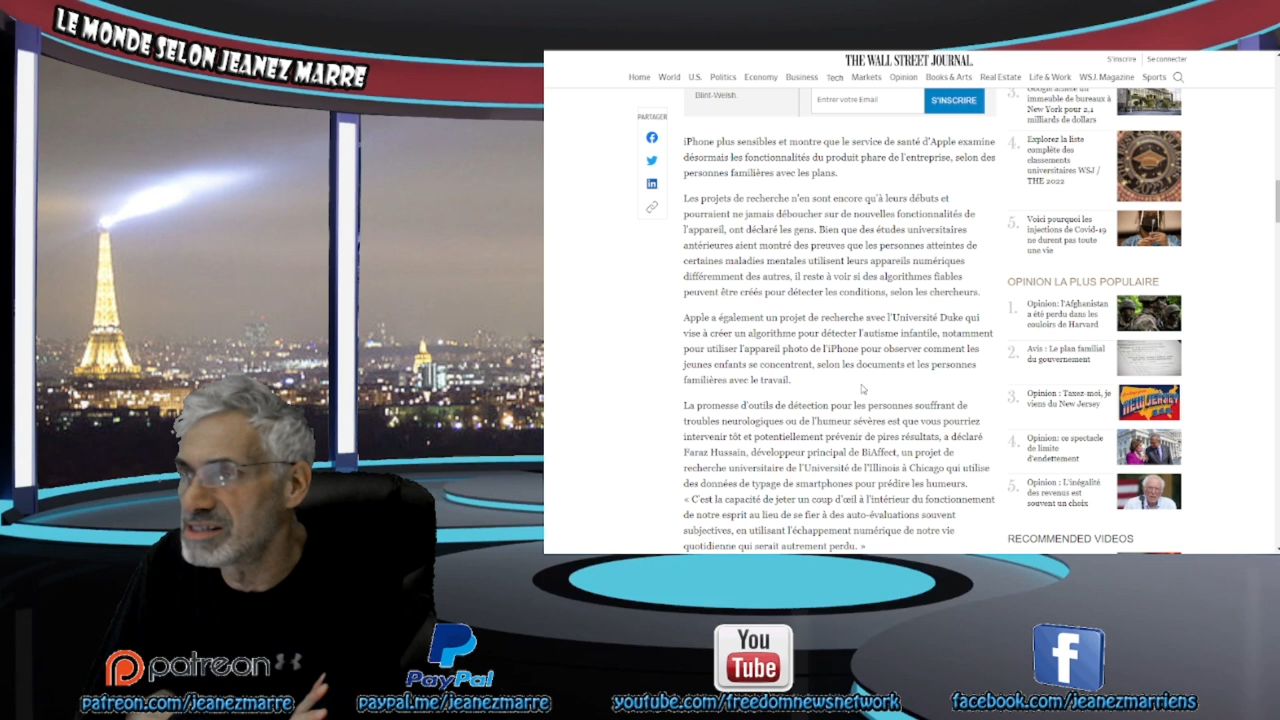 LE MONDE SELON JEANEZ MARRE
THE WALL STREET JOURNAL.
S'inscrire
Se connecter
Home World U.S. Politics Economy Business Tech Markets Opinion Books & Arts Real Estate Life & Work WSJ. Magazine Sports
Blint-Welsh.
Entrer votre Email
S'INSCRIRE
PARTAGER
iPhone plus sensibles et montre que le service de santé d'Apple examine
désormais les fonctionnalités du produit phare de l'entreprise, selon des
personnes familières avec les plans.
Les projets de recherche n'en sont encore qu'à leurs débuts et
pourraient ne jamais déboucher sur de nouvelles fonctionnalités de
l'appareil, ont déclaré les gens. Bien que des études universitaires
antérieures aient montré des preuves que les personnes atteintes de
certaines maladies mentales utilisent leurs appareils numériques
différemment des autres, il reste à voir si des algorithmes fiables
peuvent être créés pour détecter les conditions, selon les chercheurs.
Apple a également un projet de recherche avec l'Université Duke qui
vise à créer un algorithme pour détecter l'autisme infantile, notamment
pour utiliser l'appareil photo de l'iPhone pour observer comment les
jeunes enfants se concentrent, selon les documents et les personnes
familières avec le travail.
La promesse d'outils de détection pour les personnes souffrant de
troubles neurologiques ou de l'humeur sévères est que vous pourriez
intervenir tôt et potentiellement prévenir de pires résultats, a déclaré
Faraz Hussain, développeur principal de BiAffect, un projet de
recherche universitaire de l'Université de l'Illinois à Chicago qui utilise
des données de typage de smartphones pour prédire les humeurs.
« C'est la capacité de jeter un coup d'œil à l'intérieur du fonctionnement
de notre esprit au lieu de se fier à des auto-évaluations souvent
subjectives, en utilisant l'échappement numérique de notre vie
quotidienne qui serait autrement perdu. »
3. Google achète un
immeuble de bureaux à
New York pour 2,1
milliards de dollars
4. Explorez la liste
complète des
classements
universitaires WSJ /
THE 2022
5. Voici pourquoi les
injections de Covid-19
ne durent pas toute
une vie
OPINION LA PLUS POPULAIRE
1. Opinion: l'Afghanistan
a été perdu dans les
couloirs de Harvard
2. Avis : Le plan familial
du gouvernement
3. Opinion : Taxez-moi, je
viens du New Jersey
NEW JERSEY
4. Opinion: ce spectacle
de limite
d'endettement
5. Opinion : L'inégalité
des revenus est
souvent un choix
RECOMMENDED VIDEOS
patreon
PayPal
You
Tube
patreon.com/jeanezmarre
paypal.me/jeanezmarre
youtube.com/freedomnewsnetwork
facebook.com/jeanezmarriens